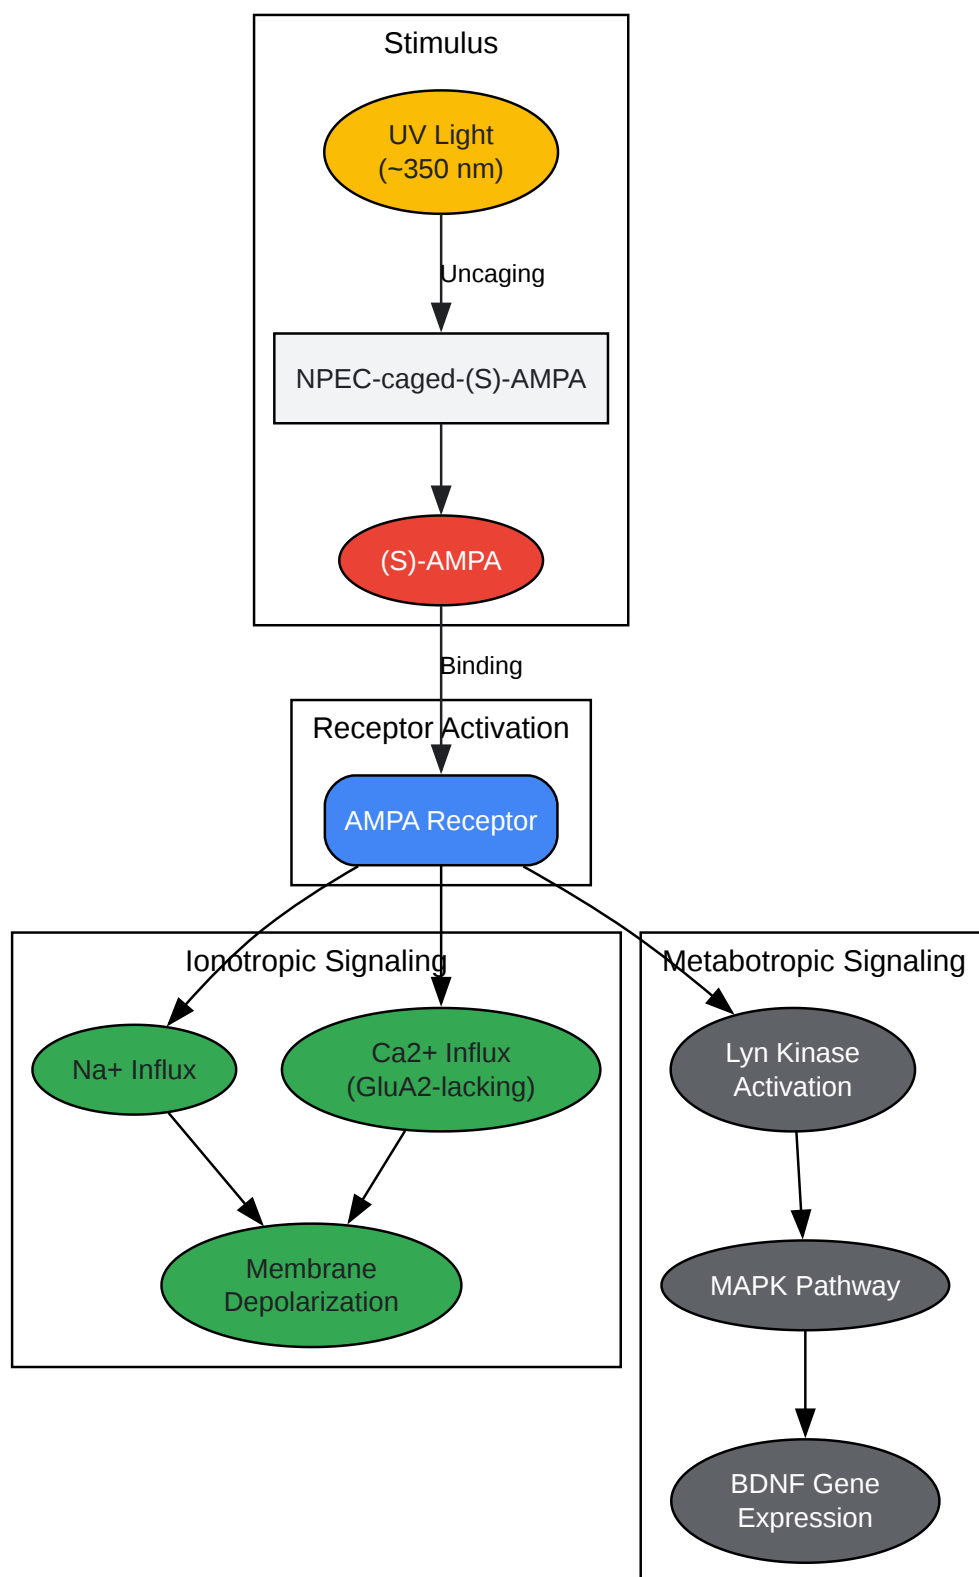 Stimulus
UV Light
(~350 nm)
Uncaging
NPEC-caged-(S)-AMPA
(S)-AMPA
Binding
Receptor Activation
AMPA Receptor
Ionotropic Signaling
Na+ Influx
Ca2+ Influx
(GluA2-lacking)
Membrane
Depolarization
Metabotropic Signaling
Lyn Kinase
Activation
MAPK Pathway
BDNF Gene
Expression